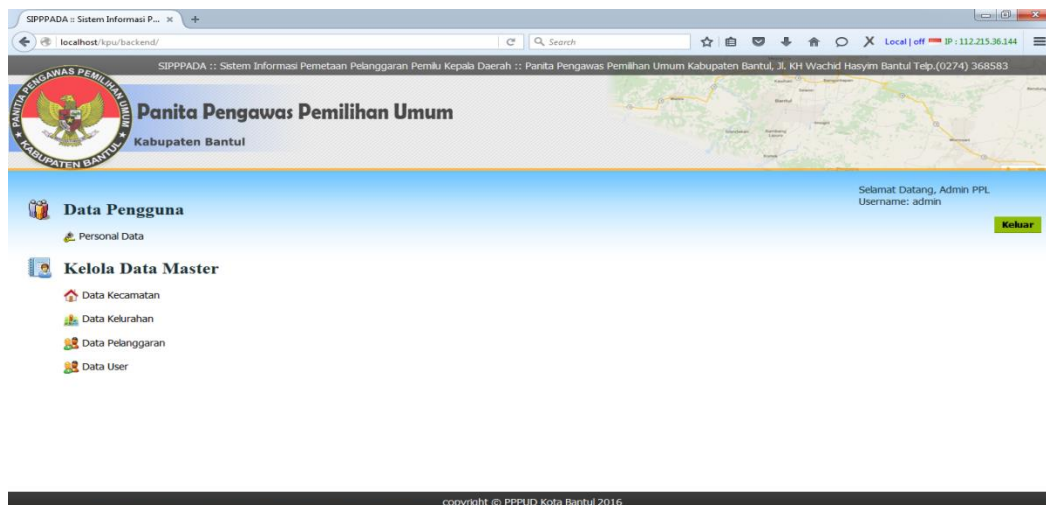 SIPPPADA :: Sistem Informasi P...
localhost/kpu/backend/
Search
Local | off IP : 112.215.36.144
SIPPPADA :: Sistem Informasi Pemetaan Pelanggaran Pemilu Kepala Daerah :: Panita Pengawas Pemilihan Umum Kabupaten Bantul, Jl. KH Wachid Hasyim Bantul Telp.(0274) 368583
PANITIA PENGAWAS PEMILIHAN UMUM
KABUPATEN BANTUL
Panita Pengawas Pemilihan Umum
Kabupaten Bantul
Selamat Datang, Admin PPL
Username: admin
Keluar
Data Pengguna
Personal Data
Kelola Data Master
Data Kecamatan
Data Kelurahan
Data Pelanggaran
Data User
copyright © PPPUD Kota Bantul 2016